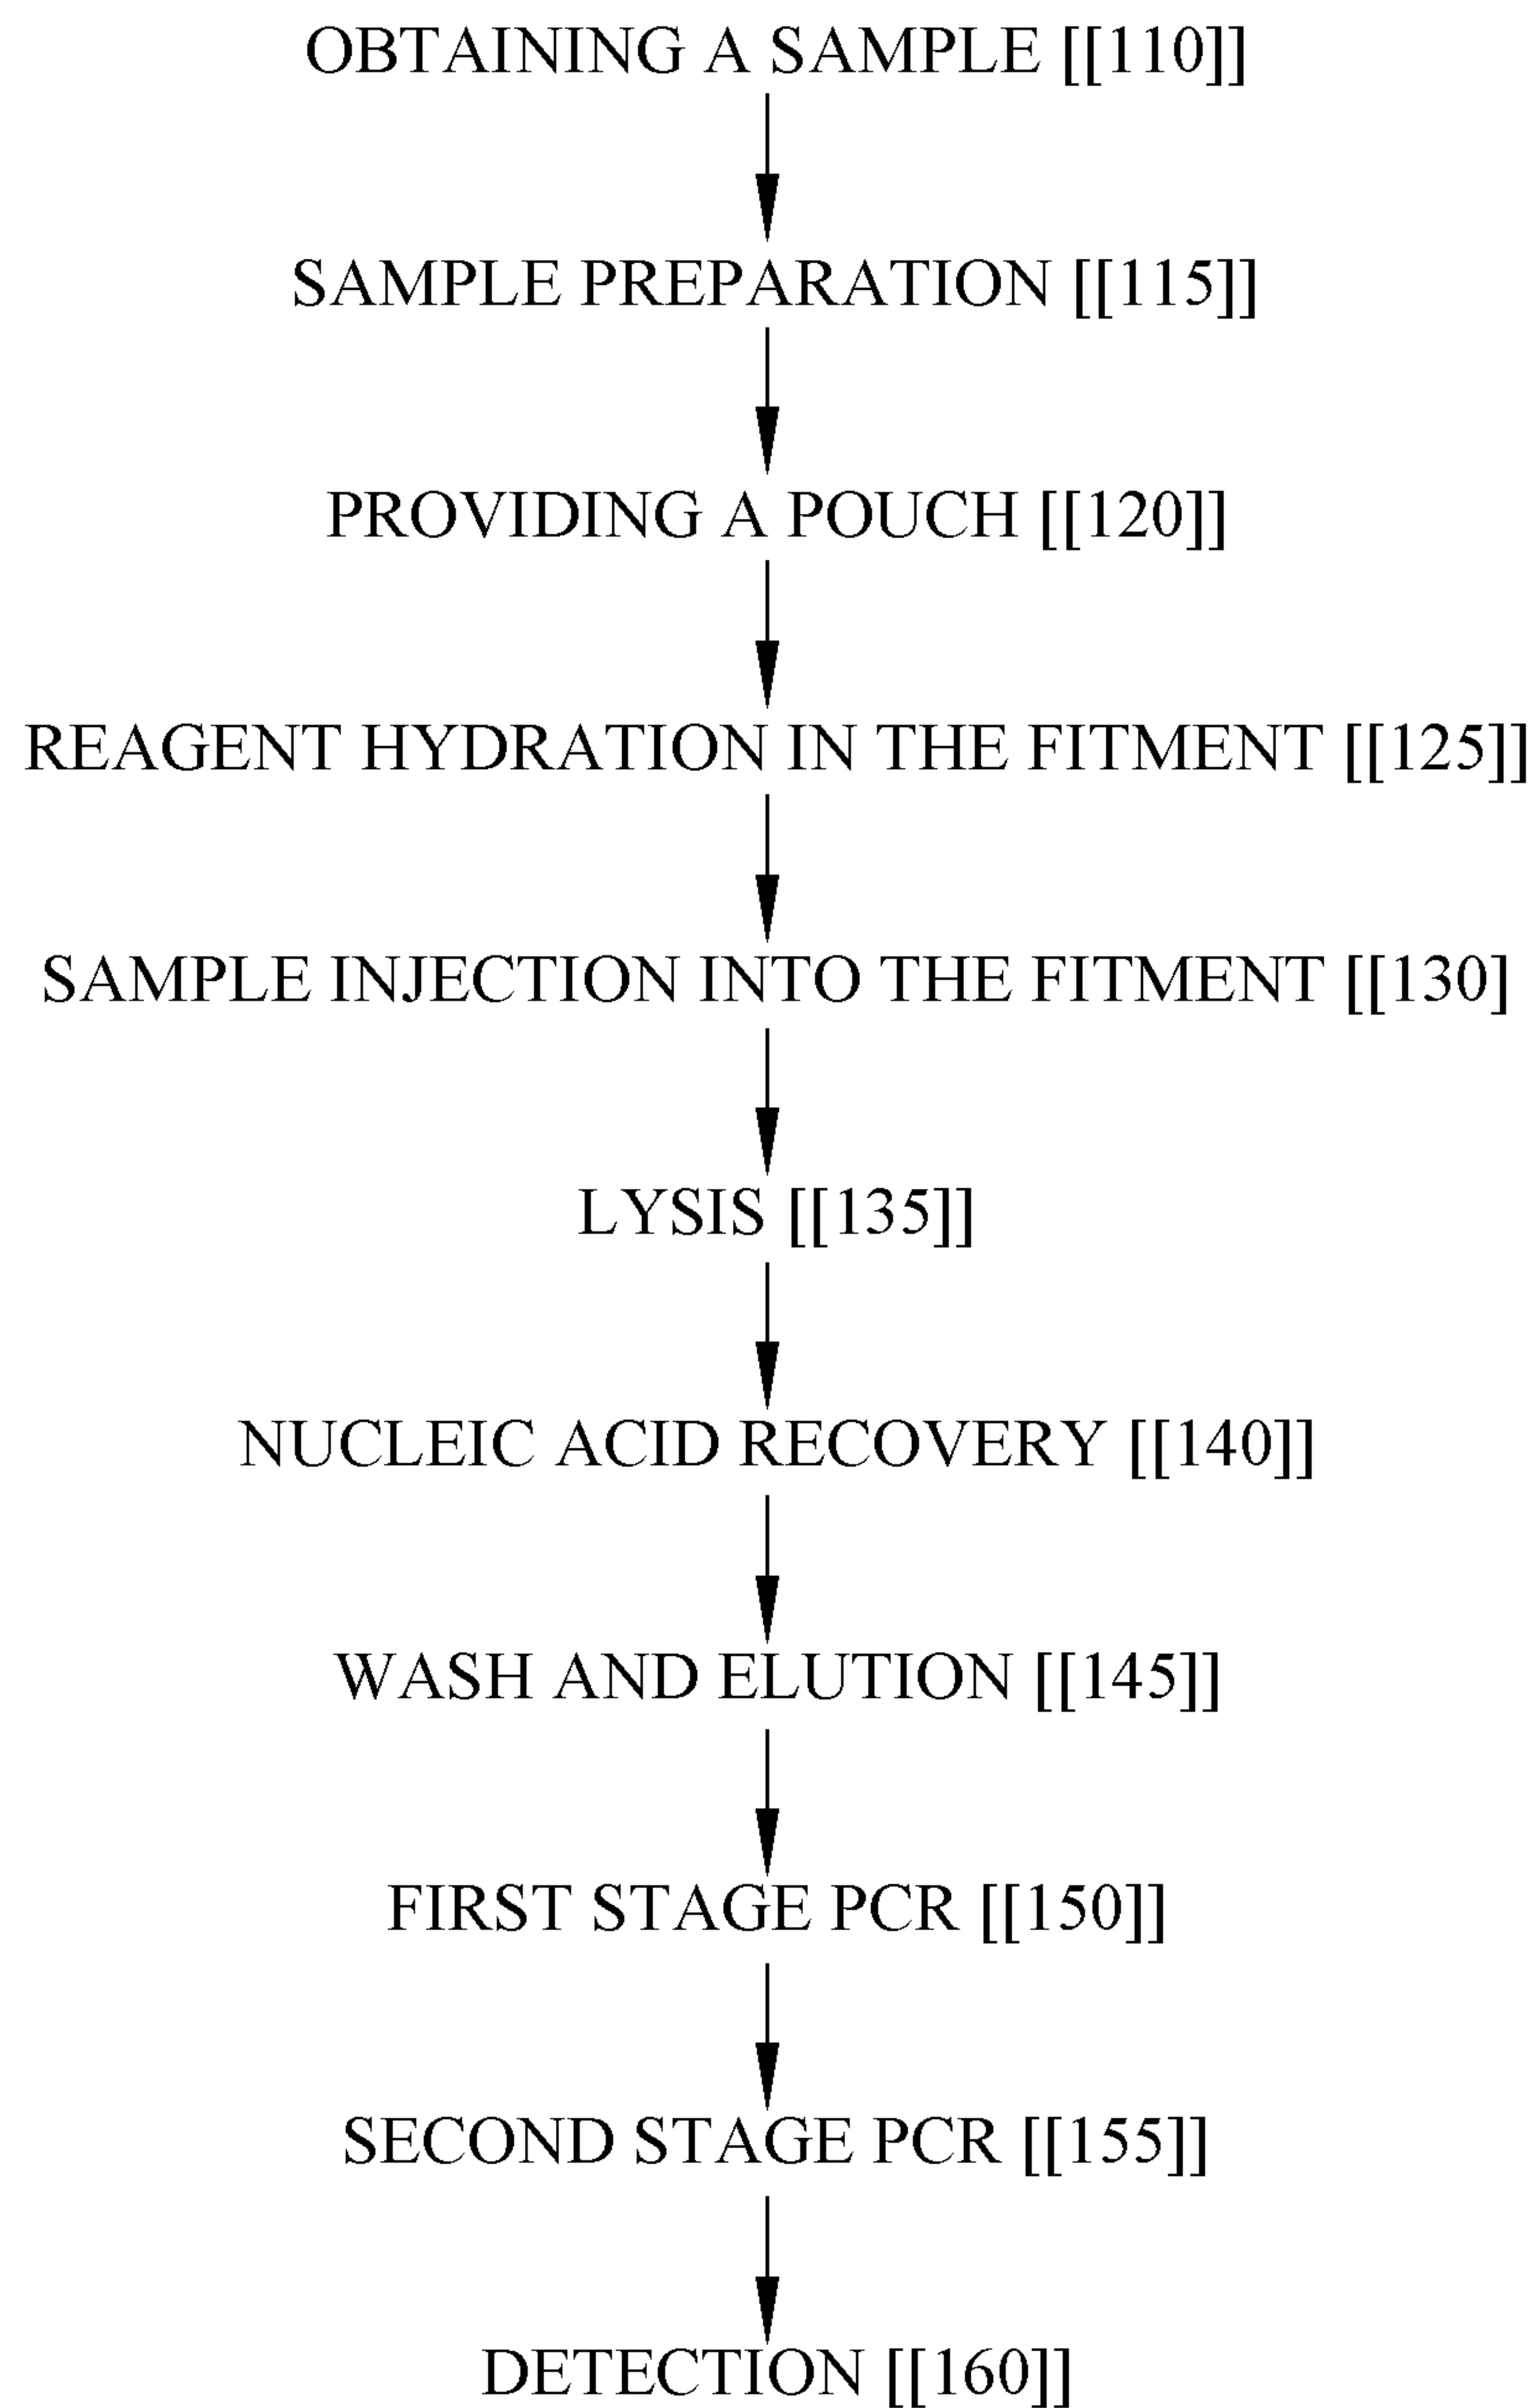 OBTAINING A SAMPLE [[110]]
SAMPLE PREPARATION [[115]]
PROVIDING A POUCH [[120]]
REAGENT HYDRATION IN THE FITMENT [[125]]
SAMPLE INJECTION INTO THE FITMENT [[130]
LYSIS [[135]]
NUCLEIC ACID RECOVERY [[140]]
WASH AND ELUTION [[145]]
FIRST STAGE PCR [[150]]
SECOND STAGE PCR [[155]]
DETECTION [[160]]